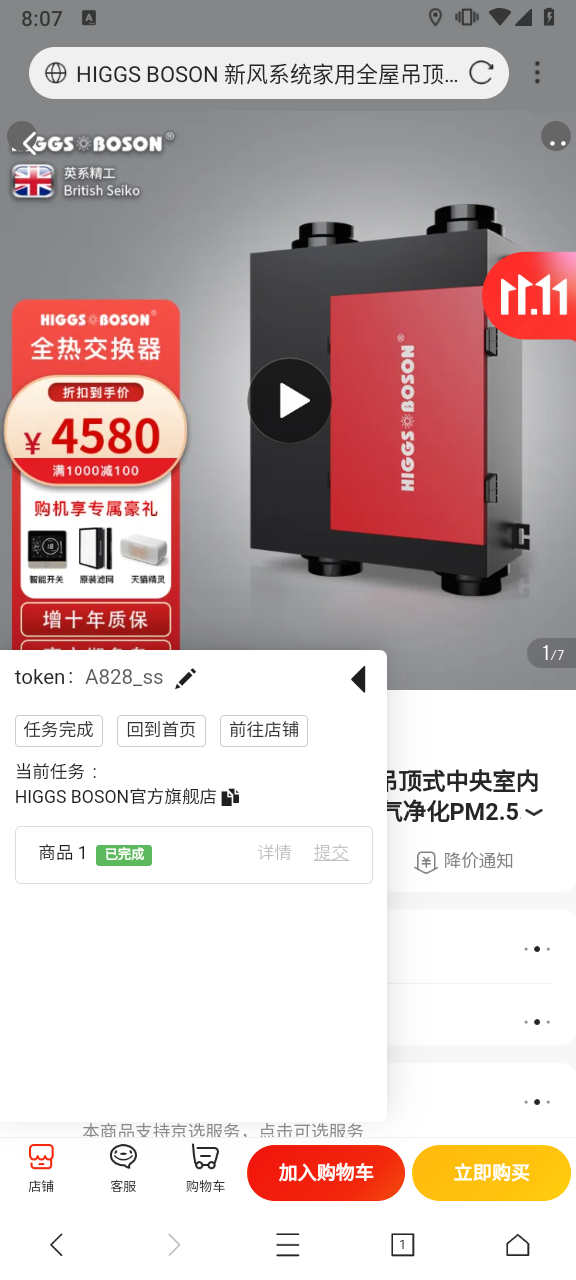 8:07
A
HIGGS BOSON 新风系统家用全屋吊顶...
GGS BOSON®
英系精工
British Seiko
11.11
HIGGS BOSON®
全热交换器
折扣到手价
¥4580
满1000减100
购机享专属豪礼
智能开关 原装滤网 天猫精灵
增十年质保
HIGGS BOSON®
1/7
token: A828_ss
任务完成 回到首页 前往店铺
当前任务：
HIGGS BOSON官方旗舰店
商品 1 已完成 详情 提交
吊顶式中央室内
气净化PM2.5
降价通知
本商品支持京选服务，点击可选服务
店铺 客服 购物车 加入购物车 立即购买
1